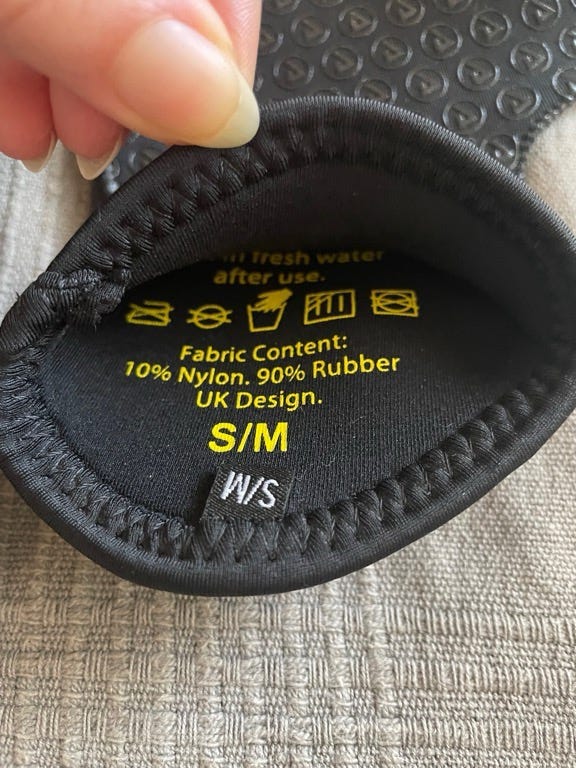 fresh water
after use.
Fabric Content:
10% Nylon. 90% Rubber
UK Design.
S/M
S/M